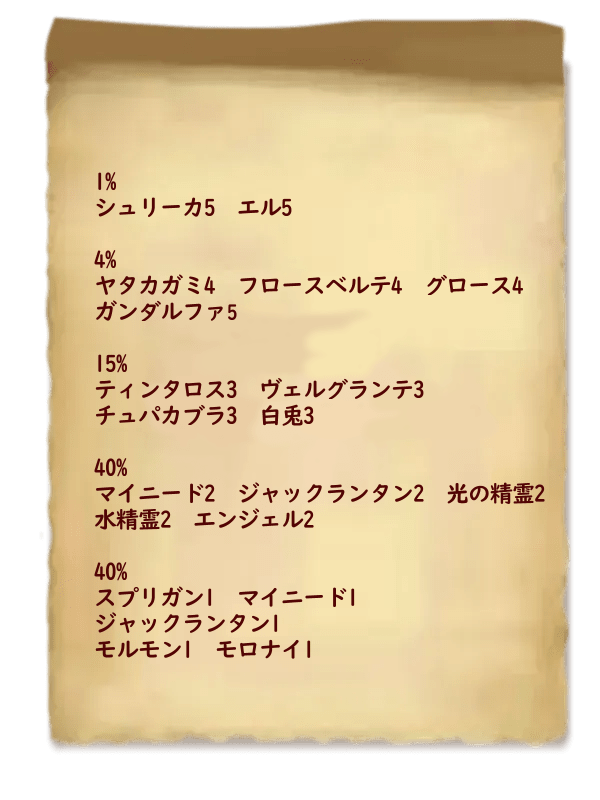 1%
シュリーカ5　エル5
4%
ヤタカガミ4　フロースベルテ4　グロース4
ガンダルファ5
15%
ティンタロス3　ヴェルグランテ3
チュパカブラ3　白兎3
40%
マイニード2　ジャックランタン2　光の精霊2
水精霊2　エンジェル2
40%
スプリガン1　マイニード1
ジャックランタン1
モルモン1　モロナイ1